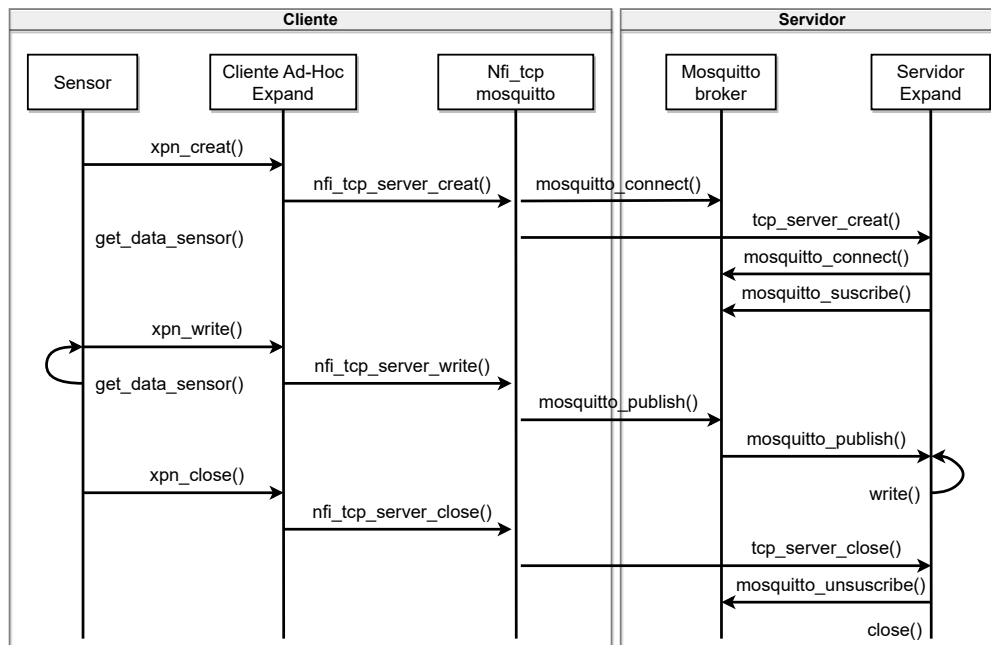 Cliente
Servidor
Sensor
Cliente Ad-Hoc
Expand
Nfi_tcp
mosquitto
Mosquitto
broker
Servidor
Expand
xpn_creat()
nfi_tcp_server_creat()
mosquitto_connect()
get_data_sensor()
tcp_server_creat()
mosquitto_connect()
mosquitto_suscribe()
xpn_write()
get_data_sensor()
nfi_tcp_server_write()
mosquitto_publish()
mosquitto_publish()
xpn_close()
write()
nfi_tcp_server_close()
tcp_server_close()
mosquitto_unsuscribe()
close()